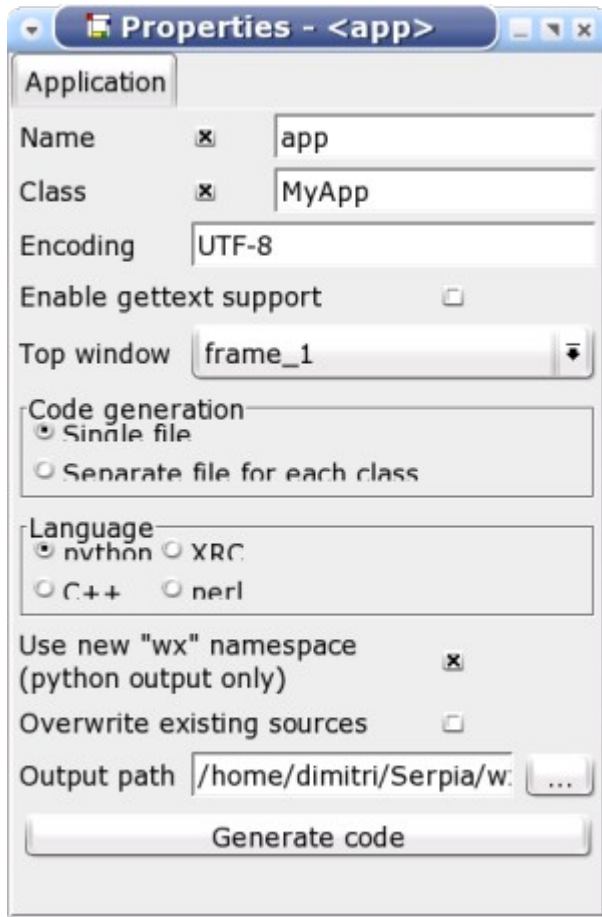 Properties - <app>
Application
Name app
Class MyApp
Encoding UTF-8
Enable gettext support
Top window frame_1
Code generation
Single file
Separate file for each class
Language
python XRC
C++ perl
Use new "wx" namespace
(python output only)
Overwrite existing sources
Output path /home/dimitri/Serpia/wx ...
Generate code